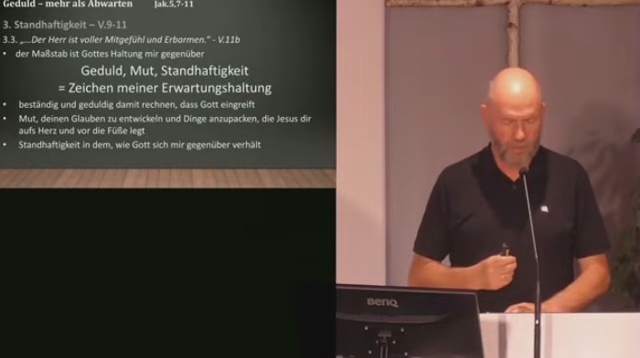 Geduld – mehr als Abwarten Jak.5,7-11
3. Standhaftigkeit – V.9-11
3.3. „...Der Herr ist voller Mitgefühl und Erbarmen." - V.11b
• der Maßstab ist Gottes Haltung mir gegenüber
Geduld, Mut, Standhaftigkeit
= Zeichen meiner Erwartungshaltung
• beständig und geduldig damit rechnen, dass Gott eingreift
• Mut, deinen Glauben zu entwickeln und Dinge anzupacken, die Jesus dir
aufs Herz und vor die Füße legt
• Standhaftigkeit in dem, wie Gott sich mir gegenüber verhält
BenQ